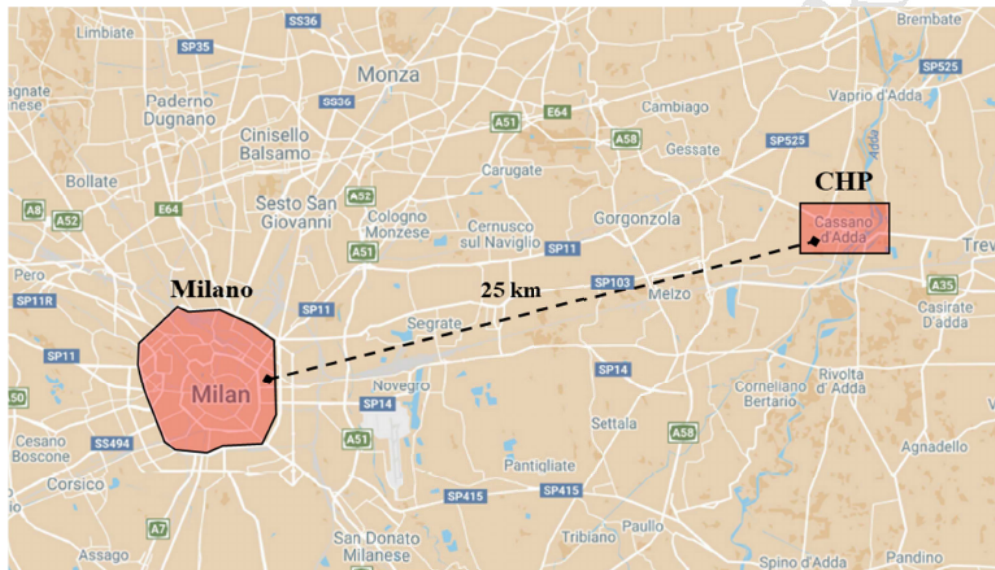 Limbiate
SS36
Brembate
SP35
SP525
Monza
Vaprio d'Adda
Paderno
Dugnano
SS36
A51
E64
Cambiago
A58
SP525
Cinisello
Balsamo
Gessate
Adda
Carugate
Bollate
CHP
A8
A52
E64
A52
Sesto San
Giovanni
Cologno
Monzese
Gorgonzola
Cassano
d'Adda
Cernusco
sul Naviglio
SP11
A51
Pero
SP11R
Milano
25 km
SP103
Melzo
A35
Casirate
D'adda
SP11
Segrate
SP11
SP14
Rivolta
d'Adda
Milan
Novegro
Corneliano
Bertario
SP14
Settala
A58
Cesano
Boscone
SS494
A51
Agnadello
Pantigliate
Corsico
SP415
SP415
A7
Paullo
San Donato
Milanese
Tribiano
Assago
Spino d'Adda
Pandino